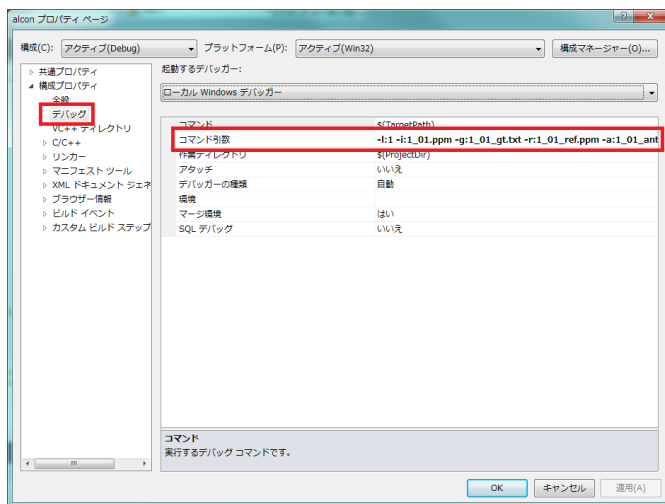 alcon プロパティ ページ
構成(C): アクティブ(Debug) プラットフォーム(P): アクティブ(Win32) 構成マネージャー(O)...
共通プロパティ
構成プロパティ
全般
デバッグ
VC++ ディレクトリ
C/C++
リンカー
マニフェスト ツール
XML ドキュメント ジェネ
ブラウザー情報
ビルド イベント
カスタム ビルド ステップ
起動するデバッガー:
ローカル Windows デバッガー
コマンド $(TargetPath)
コマンド引数 -l:1 -i:1_01.ppm -g:1_01_gt.txt -r:1_01_ref.ppm -a:1_01_ant
作業ディレクトリ $(ProjectDir)
アタッチ いいえ
デバッガーの種類 自動
環境
マージ環境 はい
SQL デバッグ いいえ
コマンド
実行するデバッグ コマンドです。
OK キャンセル 適用(A)